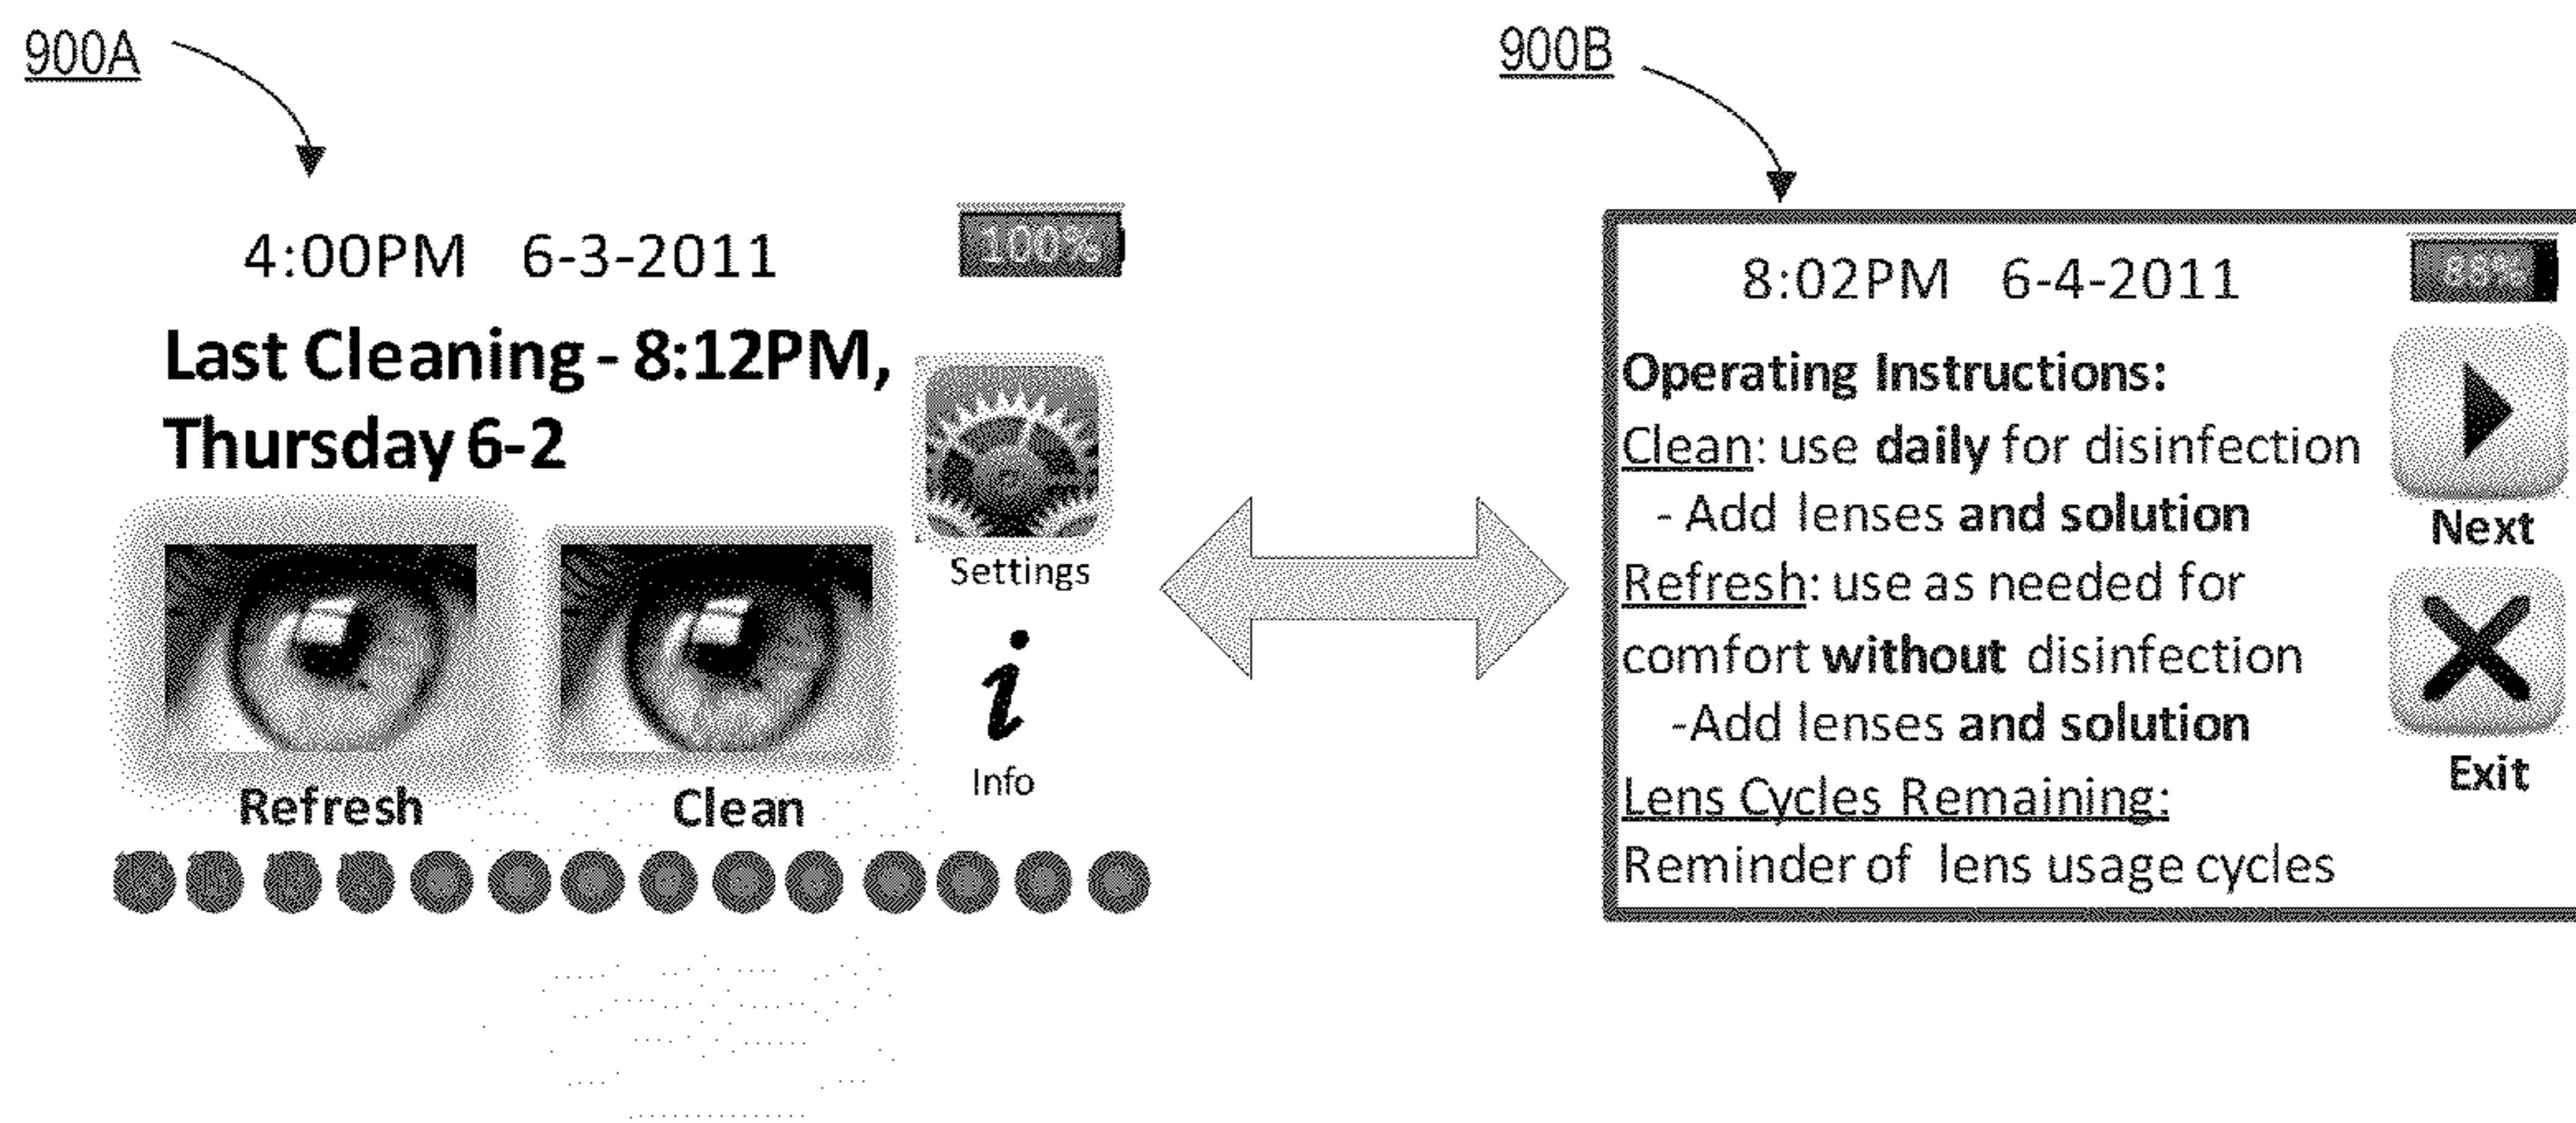 900A
4:00PM 6-3-2011
100%
Last Cleaning - 8:12PM,
Thursday 6-2
Settings
Info
Refresh
Clean
900B
8:02PM 6-4-2011
88%
Operating Instructions:
Clean: use daily for disinfection
- Add lenses and solution
Refresh: use as needed for
comfort without disinfection
-Add lenses and solution
Lens Cycles Remaining:
Reminder of lens usage cycles
Next
Exit